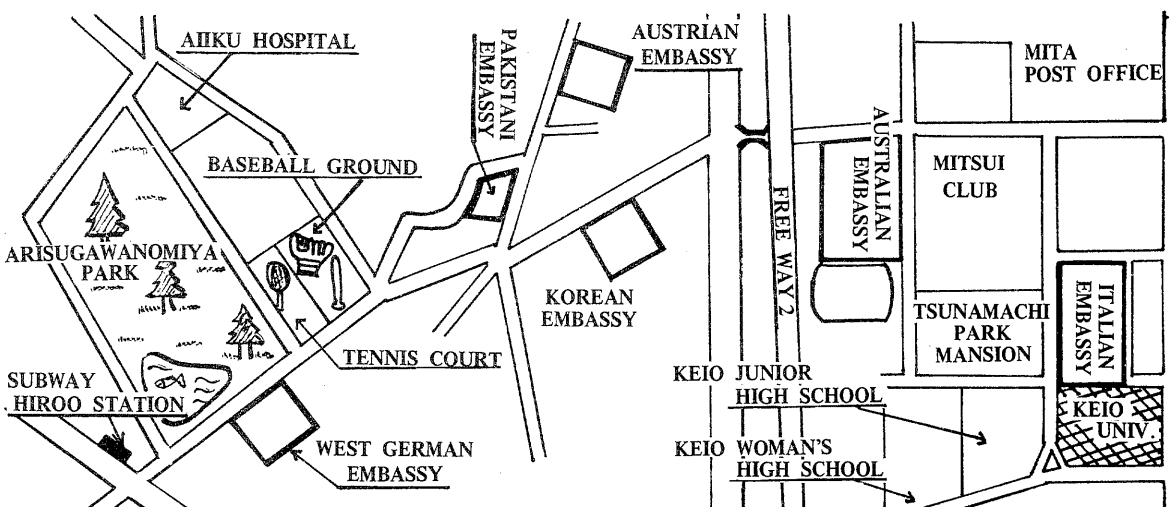 AIIKU HOSPITAL
PAKISTANI
EMBASSY
AUSTRIAN
EMBASSY
MITA
POST OFFICE
BASEBALL GROUND
AUSTRALIAN
EMBASSY
MITSUI
CLUB
FREE WAY 2
ARISUGAWANOMIYA
PARK
KOREAN
EMBASSY
TSUNAMACHI
PARK
MANSION
ITALIAN
EMBASSY
TENNIS COURT
SUBWAY
HIROO STATION
KEIO JUNIOR
HIGH SCHOOL
KEIO
UNIV.
WEST GERMAN
EMBASSY
KEIO WOMAN'S
HIGH SCHOOL